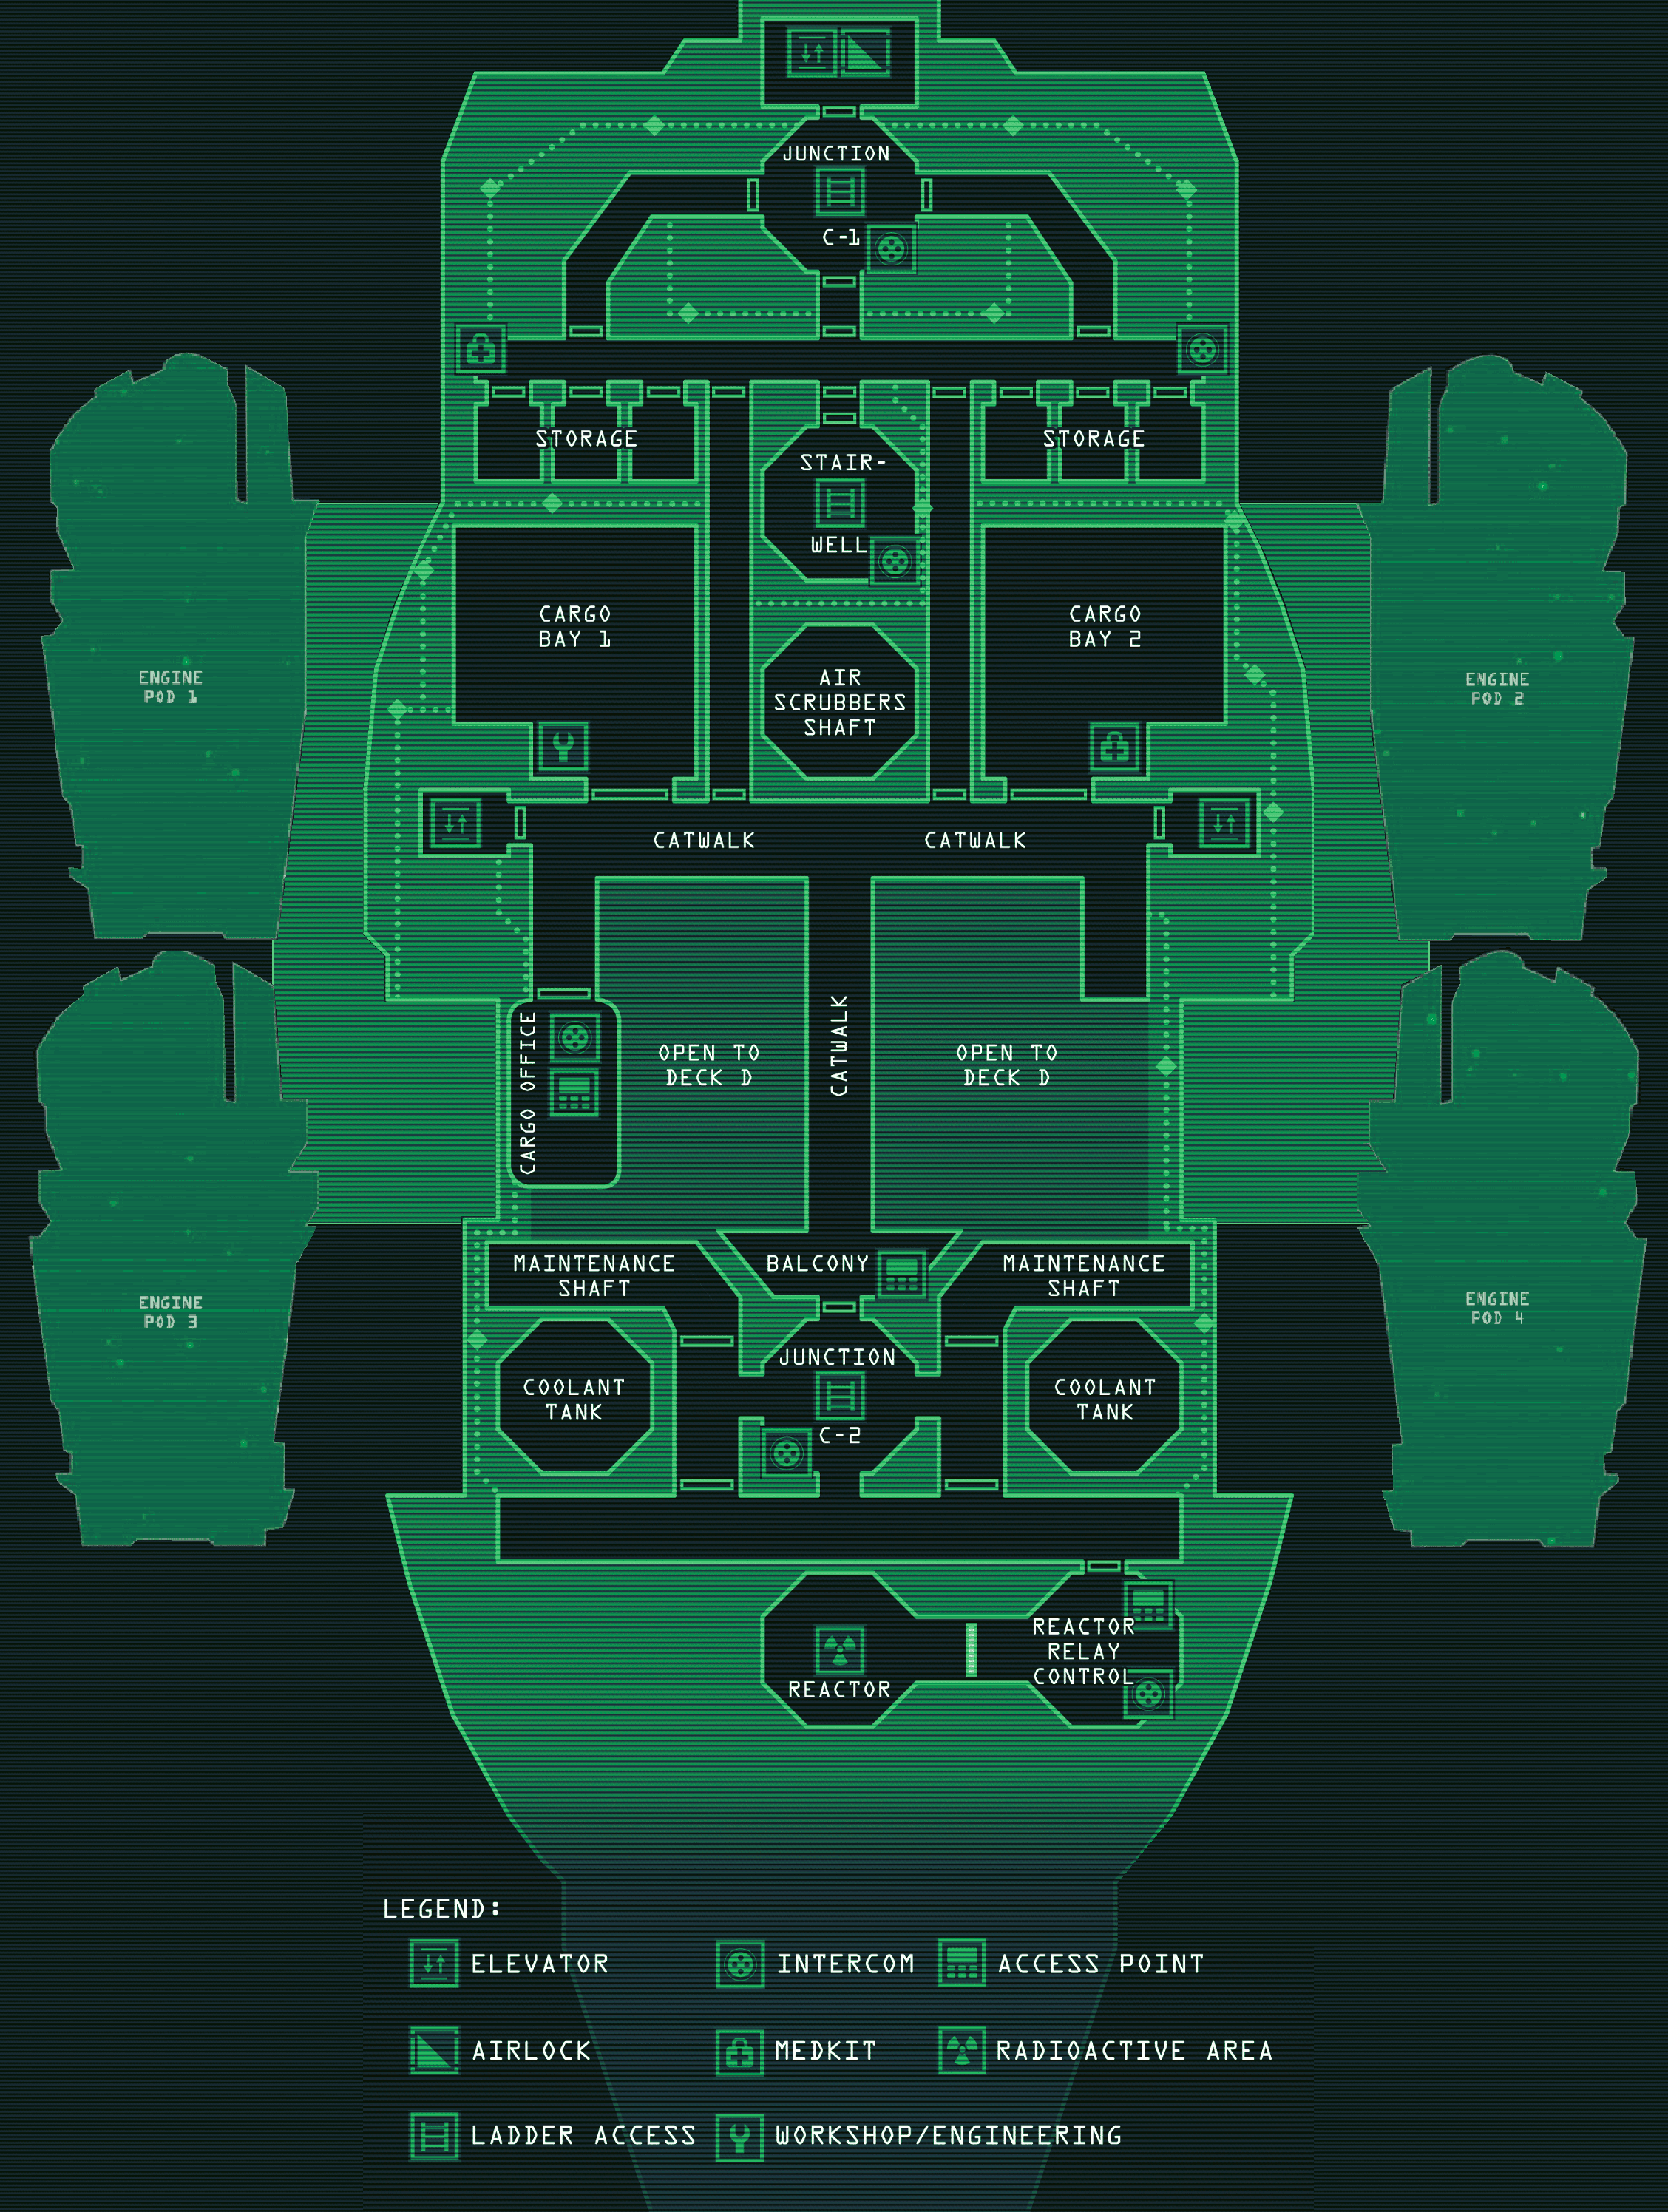 JUNCTION
C-1
STORAGE
STORAGE
STAIR-
WELL
CARGO
BAY 1
CARGO
BAY 2
AIR
SCRUBBERS
SHAFT
ENGINE
POD 1
ENGINE
POD 2
CATWALK
CATWALK
CARGO OFFICE
OPEN TO
DECK D
CATWALK
OPEN TO
DECK D
MAINTENANCE
SHAFT
BALCONY
MAINTENANCE
SHAFT
ENGINE
POD 3
ENGINE
POD 4
JUNCTION
C-2
COOLANT
TANK
COOLANT
TANK
REACTOR
RELAY
CONTROL
REACTOR
LEGEND:
ELEVATOR
INTERCOM
ACCESS POINT
AIRLOCK
MEDKIT
RADIOACTIVE AREA
LADDER ACCESS
WORKSHOP/ENGINEERING